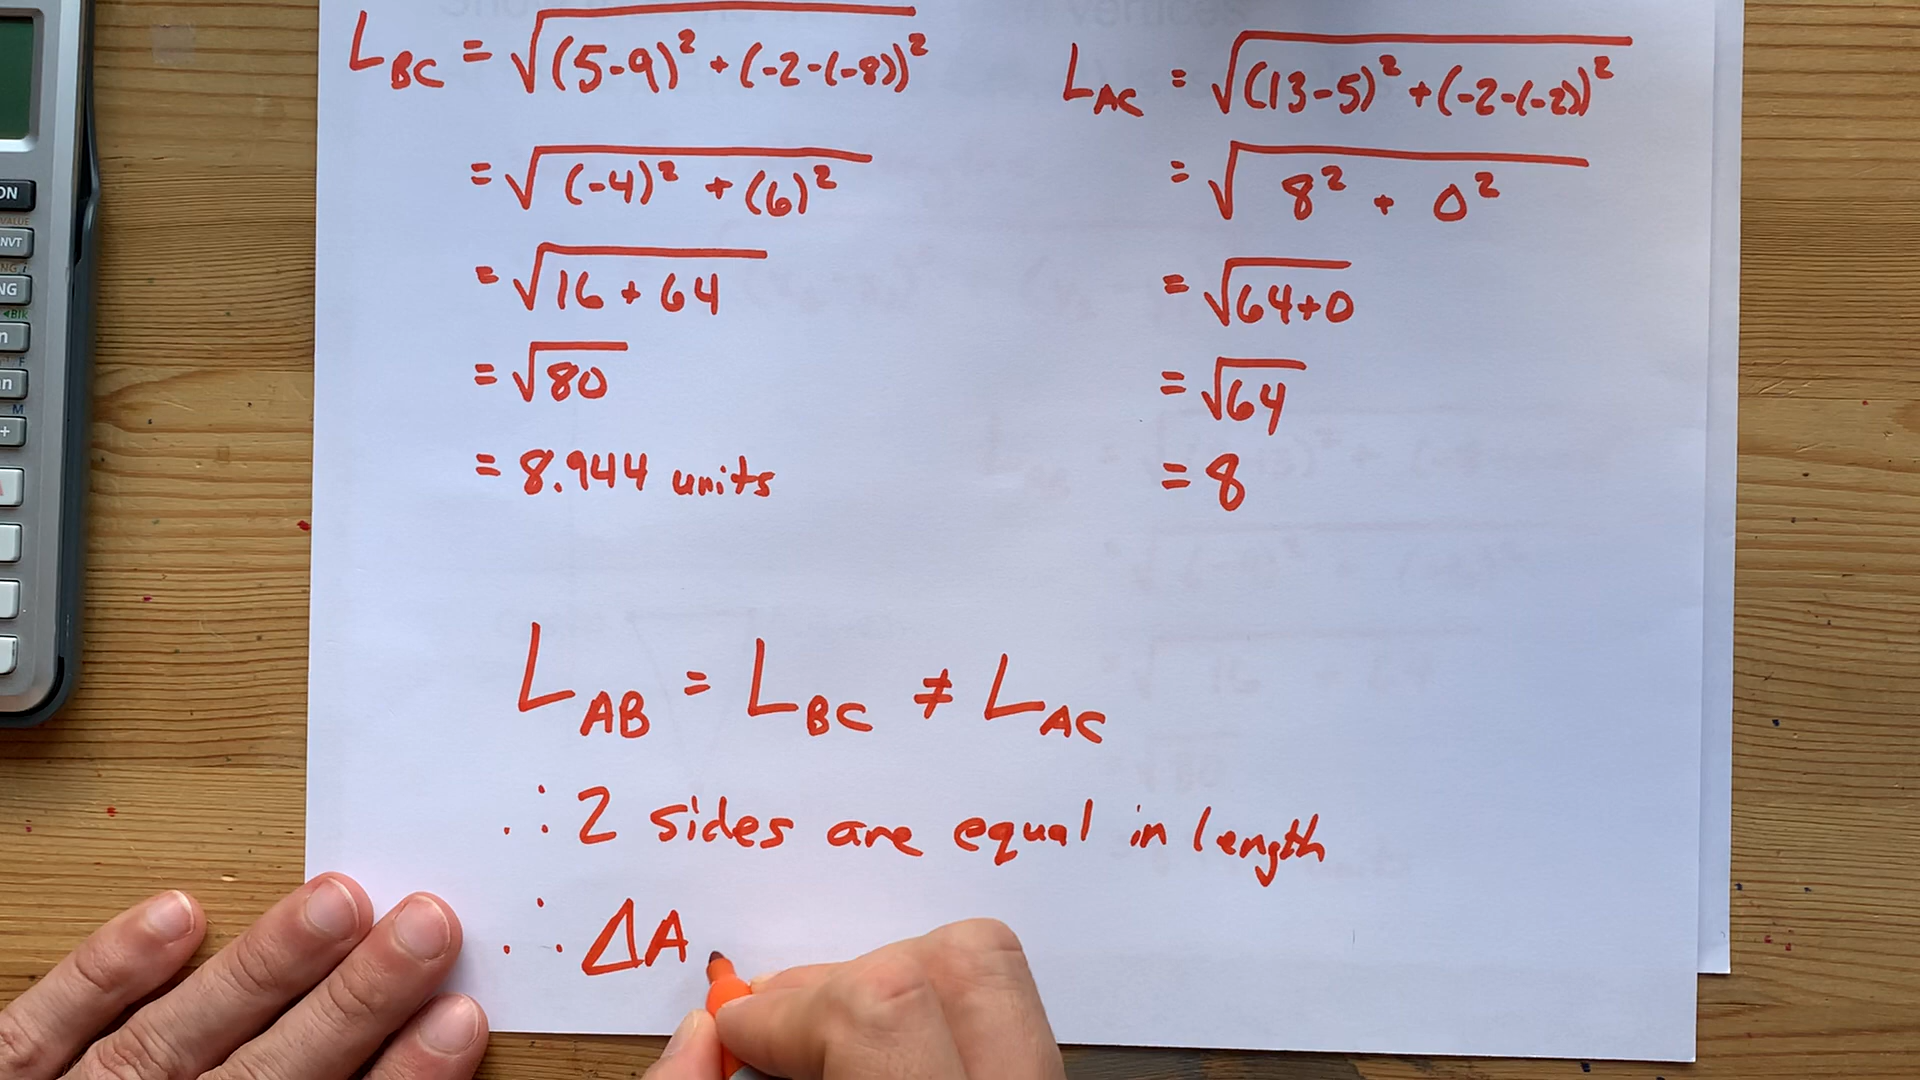 L_BC = √((5-9)² + (-2-(-8))²)
= √((-4)² + (6)²)
= √(16 + 64)
= √80
= 8.944 units
L_AC = √((13-5)² + (-2-(-2))²)
= √(8² + 0²)
= √(64+0)
= √64
= 8
L_AB = L_BC ≠ L_AC
∴ 2 sides are equal in length
∴ ΔA
ON